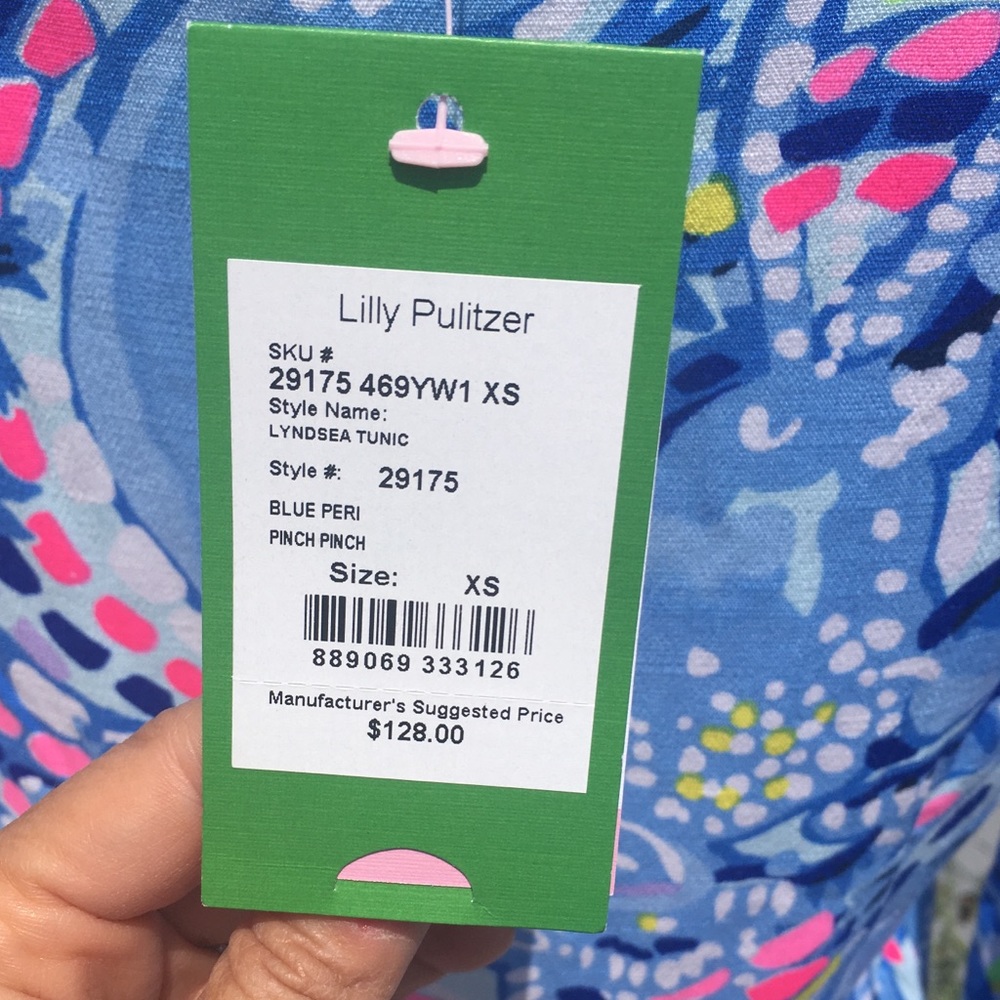 Lilly Pulitzer
SKU #
29175 469YW1 XS
Style Name:
LYNDSEA TUNIC
Style #: 29175
BLUE PERI
PINCH PINCH
Size: XS
889069 333126
Manufacturer's Suggested Price
$128.00